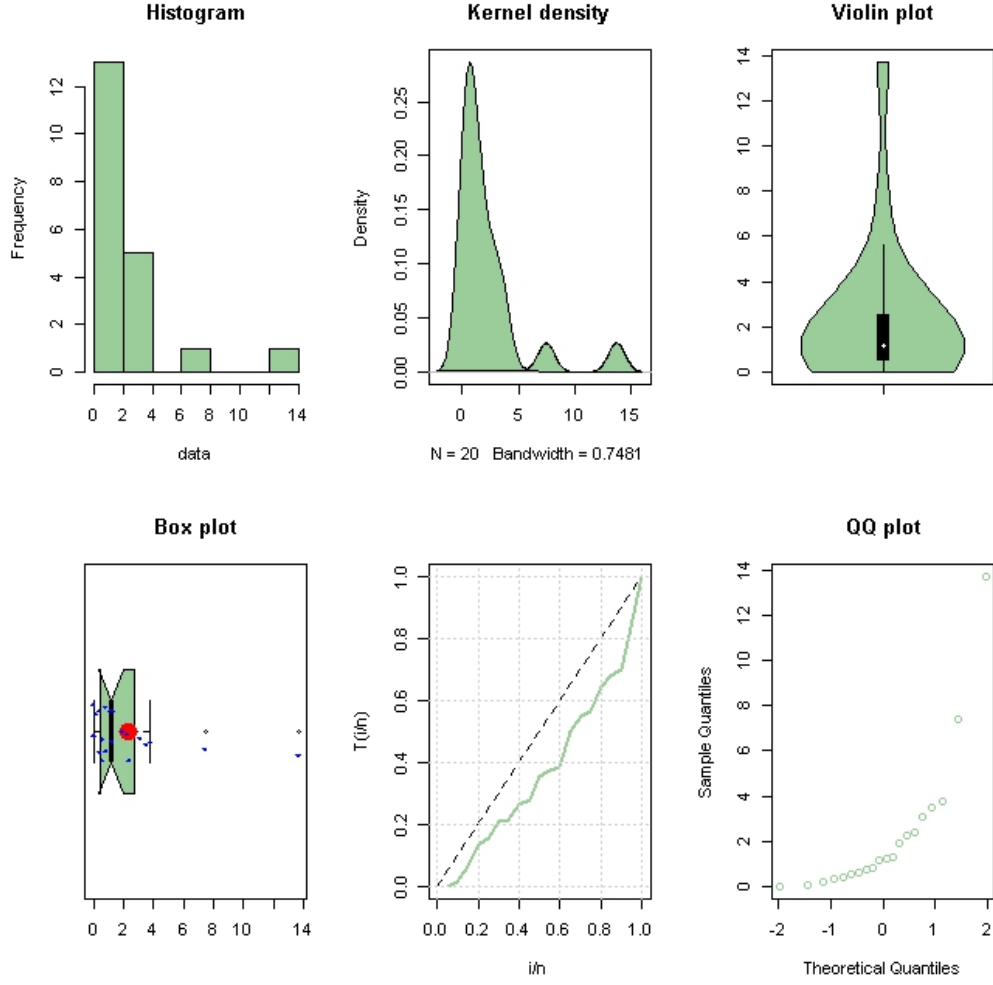 Histogram
Frequency
0 2 4 6 8 10 12
0 2 4 6 8 10 14
data
Kernel density
Density
0.00 0.05 0.10 0.15 0.20 0.25
0 5 10 15
N = 20 Bandwidth = 0.7481
Violin plot
0 2 4 6 8 10 12 14
Box plot
0 2 4 6 8 10 14
T(i/n)
0.0 0.2 0.4 0.6 0.8 1.0
0.0 0.2 0.4 0.6 0.8 1.0
i/n
QQ plot
Sample Quantiles
0 2 4 6 8 10 12 14
-2 -1 0 1 2
Theoretical Quantiles